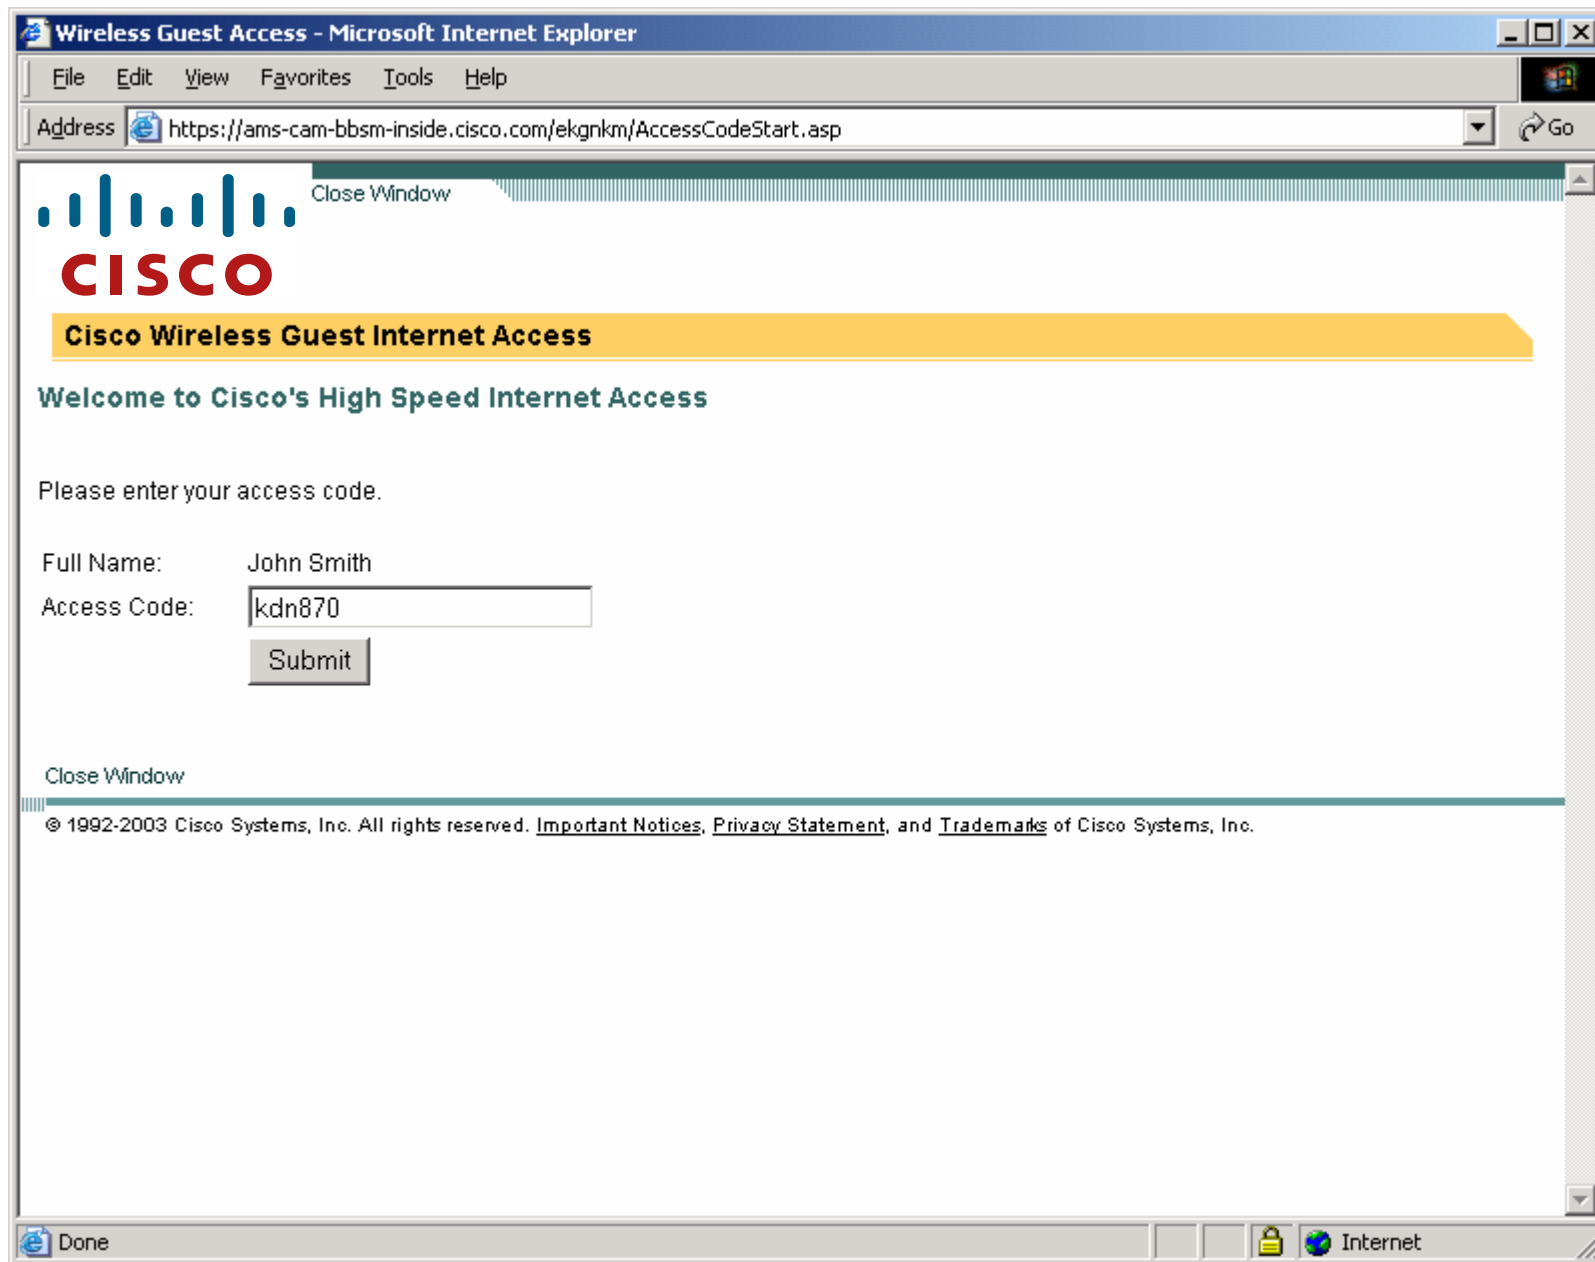 Wireless Guest Access - Microsoft Internet Explorer
File Edit View Favorites Tools Help
Address https://ams-cam-bbsm-inside.cisco.com/ekgnkm/AccessCodeStart.asp Go
Close Window
CISCO
Cisco Wireless Guest Internet Access
Welcome to Cisco's High Speed Internet Access
Please enter your access code.
Full Name: John Smith
Access Code: kdn870
Submit
Close Window
© 1992-2003 Cisco Systems, Inc. All rights reserved. Important Notices, Privacy Statement, and Trademarks of Cisco Systems, Inc.
Done Internet